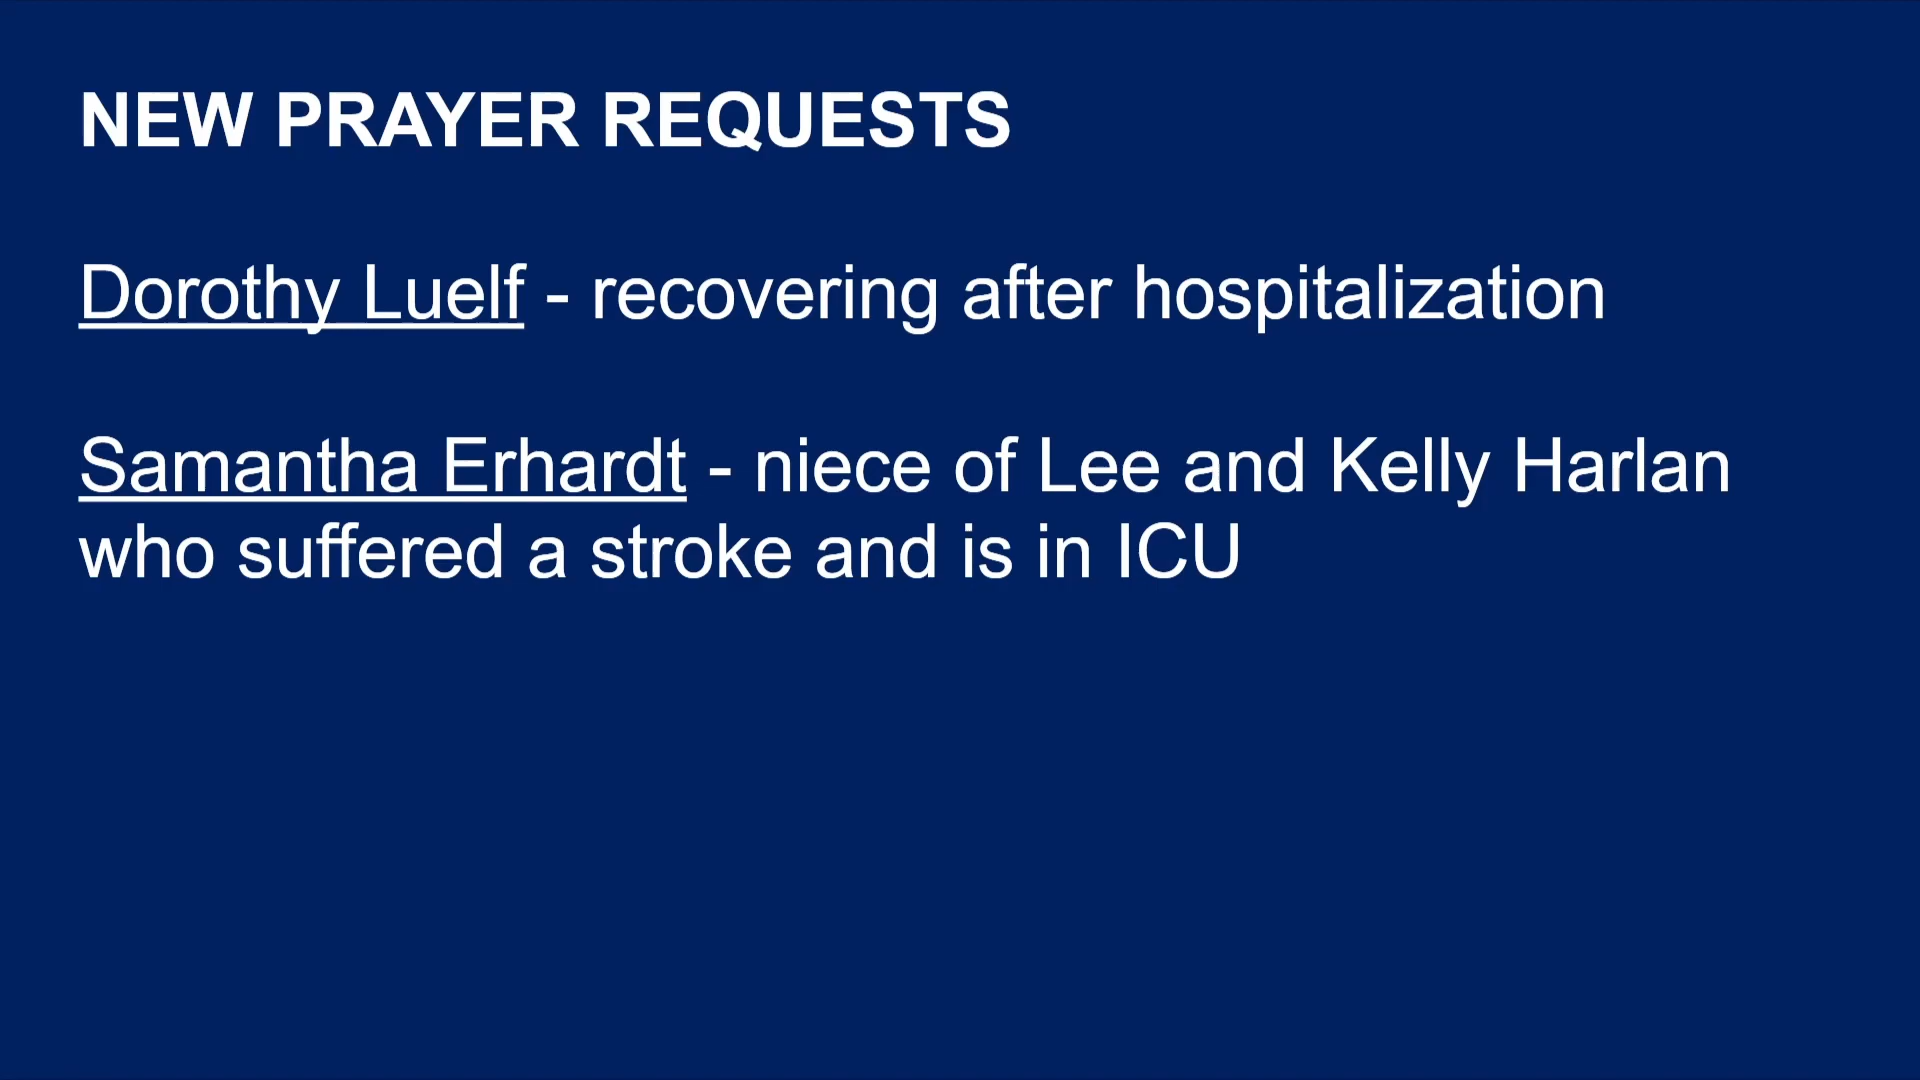 NEW PRAYER REQUESTS
Dorothy Luelf - recovering after hospitalization
Samantha Erhardt - niece of Lee and Kelly Harlan
who suffered a stroke and is in ICU